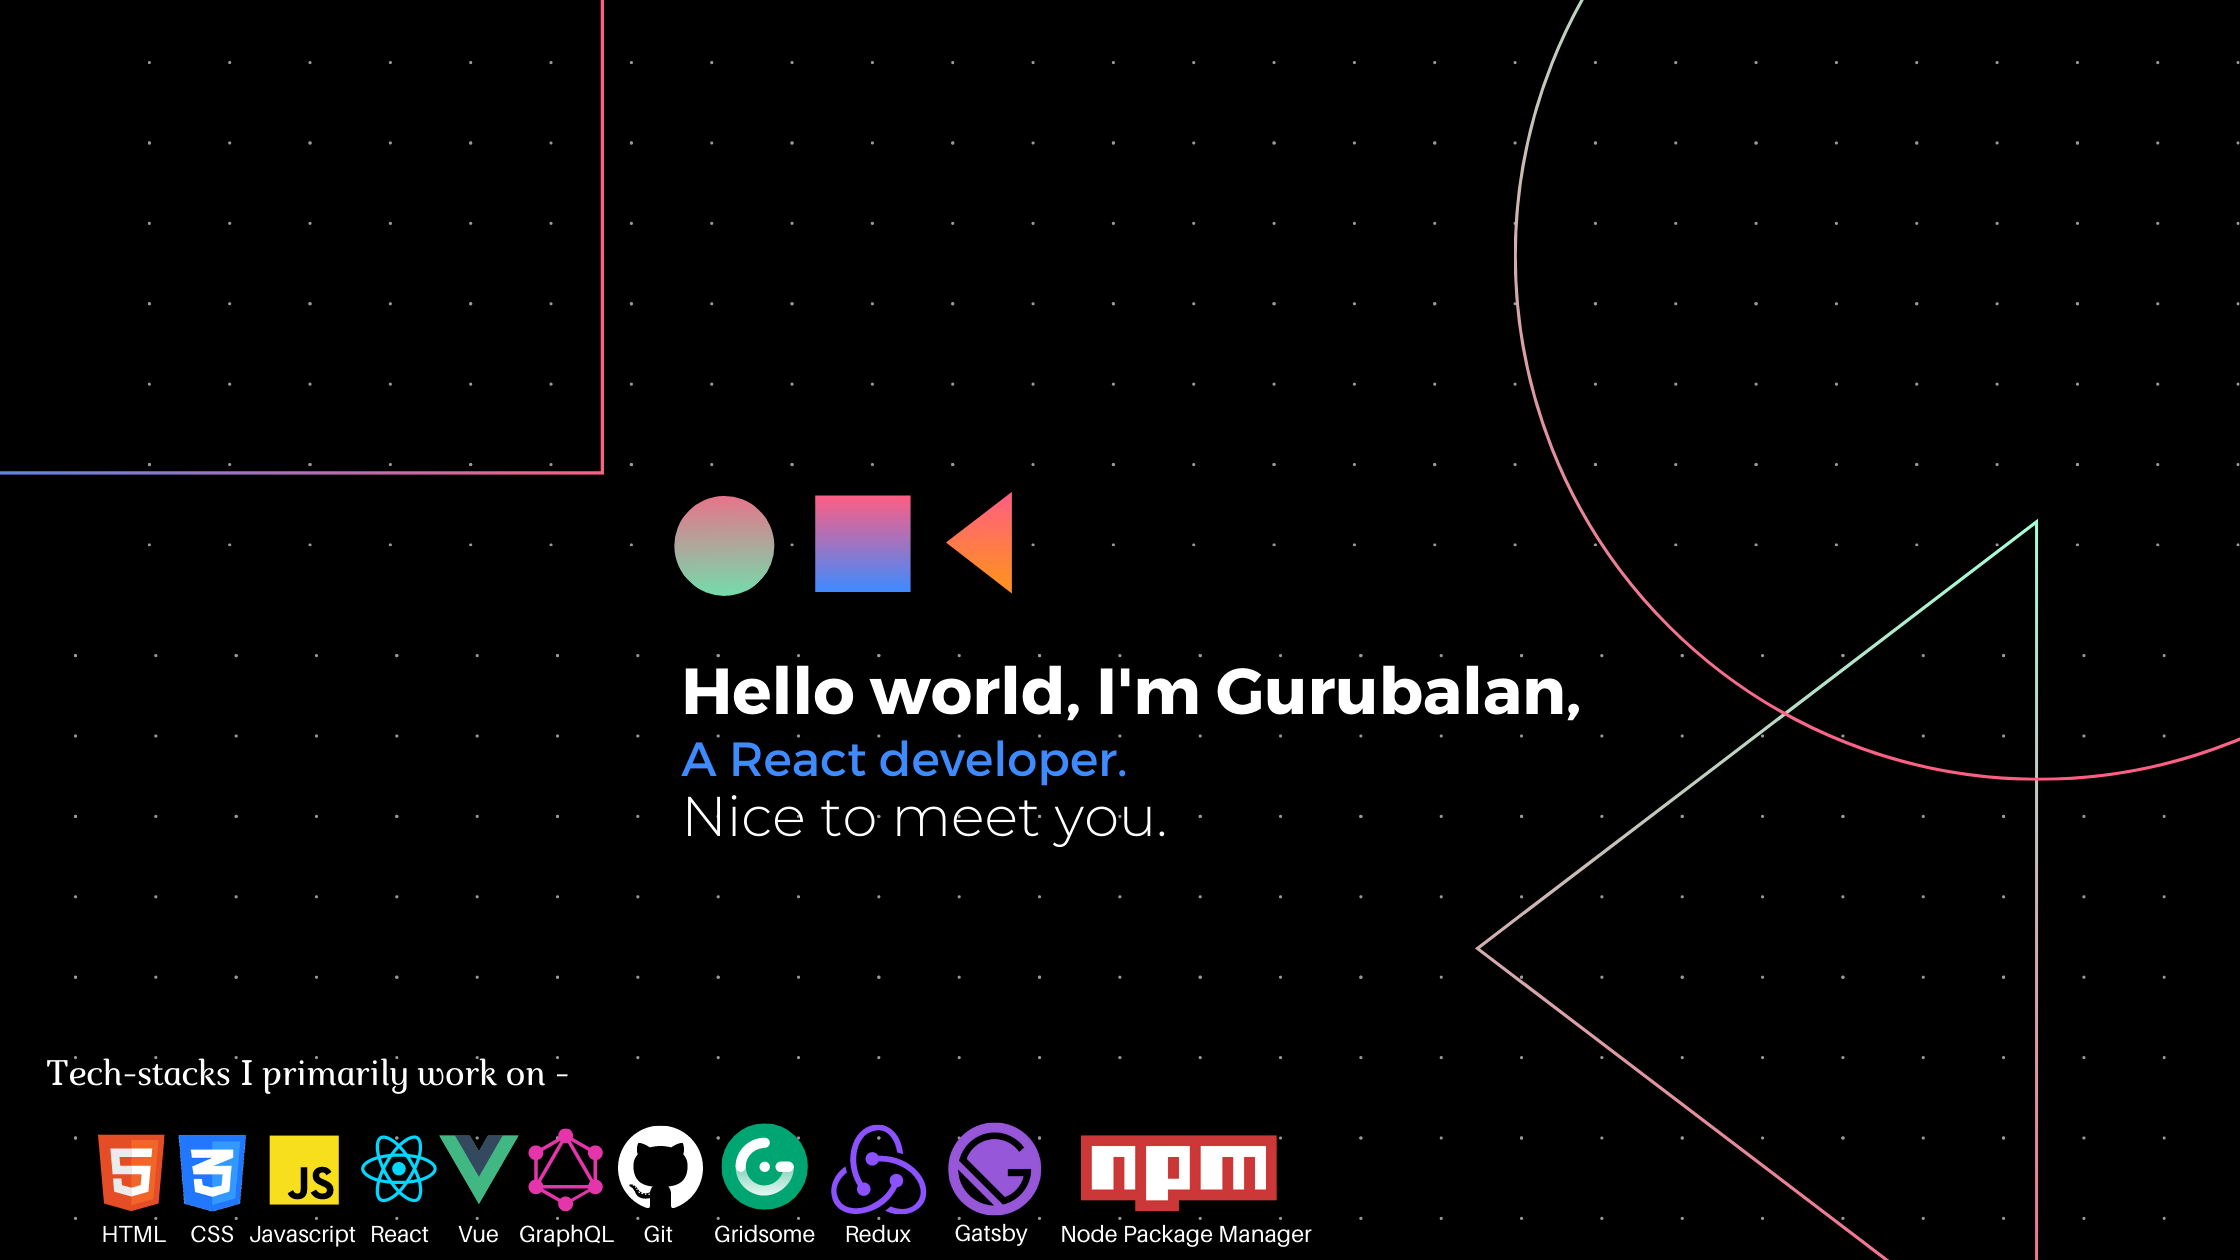 Hello world, I'm Gurubalan,
A React developer.
Nice to meet you.
Tech-stacks I primarily work on -
5 3 JS npm
HTML CSS Javascript React Vue GraphQL Git Gridsome Redux Gatsby Node Package Manager